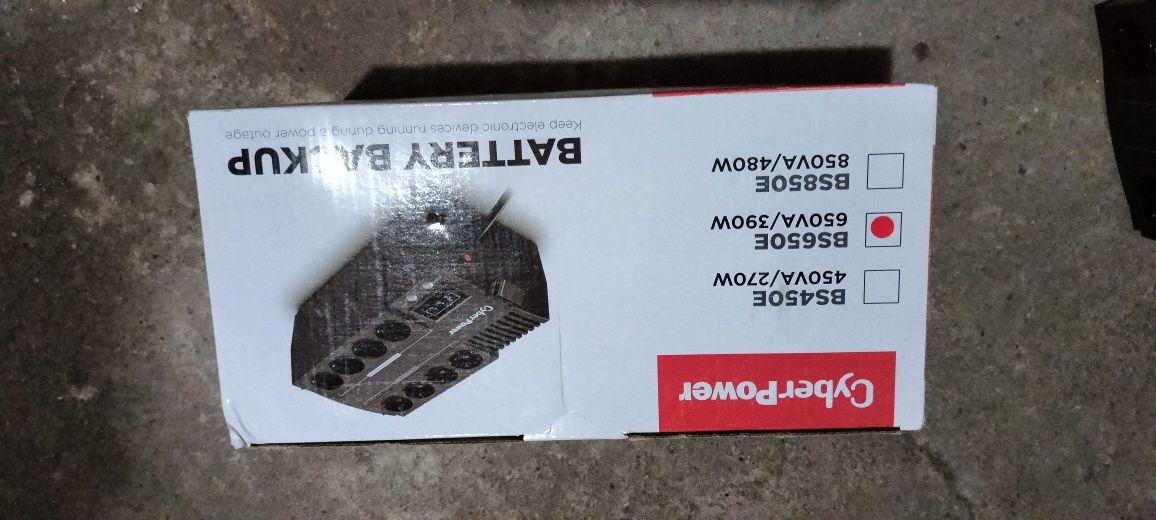 CyberPower
BS450E
450VA/270W
BS650E
650VA/390W
BS850E
850VA/480W
CyberPower
BATTERY BACKUP
Keep electronic devices running during a power outage